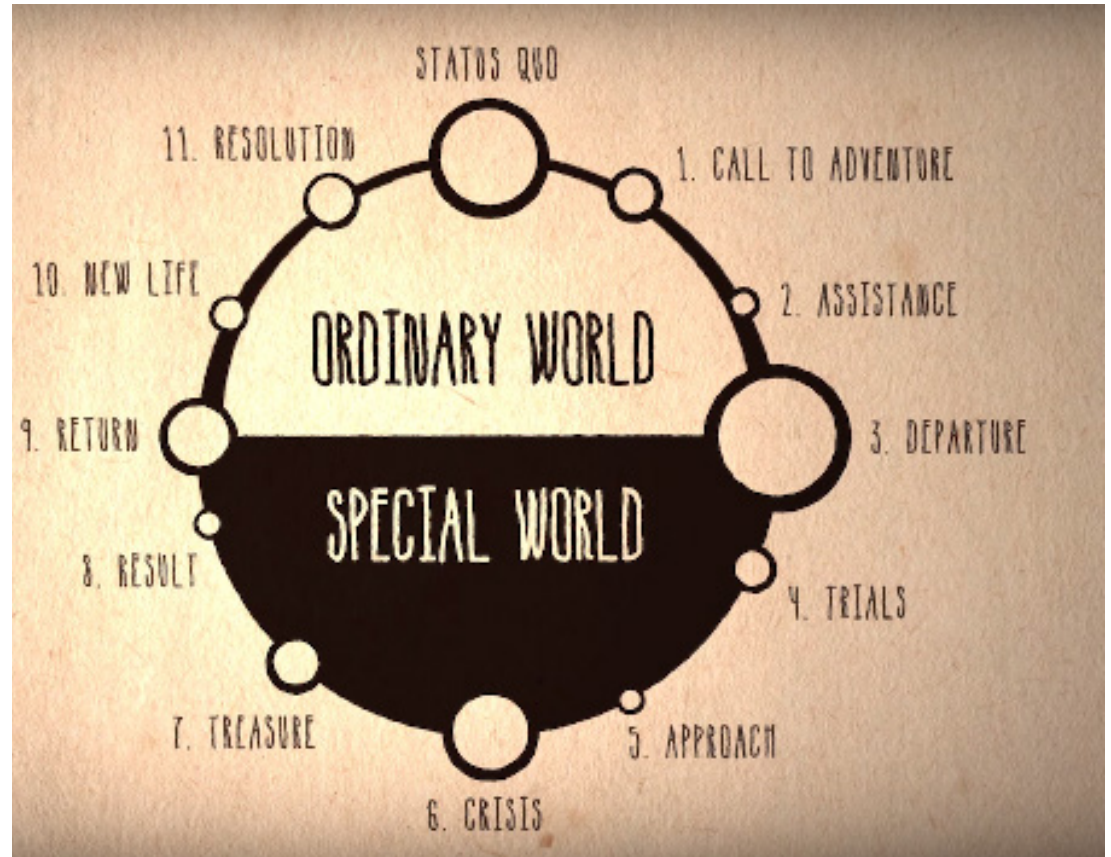 STATUS QUO
1. CALL TO ADVENTURE
2. ASSISTANCE
3. DEPARTURE
4. TRIALS
5. APPROACH
6. CRISIS
7. TREASURE
8. RESULT
9. RETURN
10. NEW LIFE
11. RESOLUTION
ORDINARY WORLD
SPECIAL WORLD